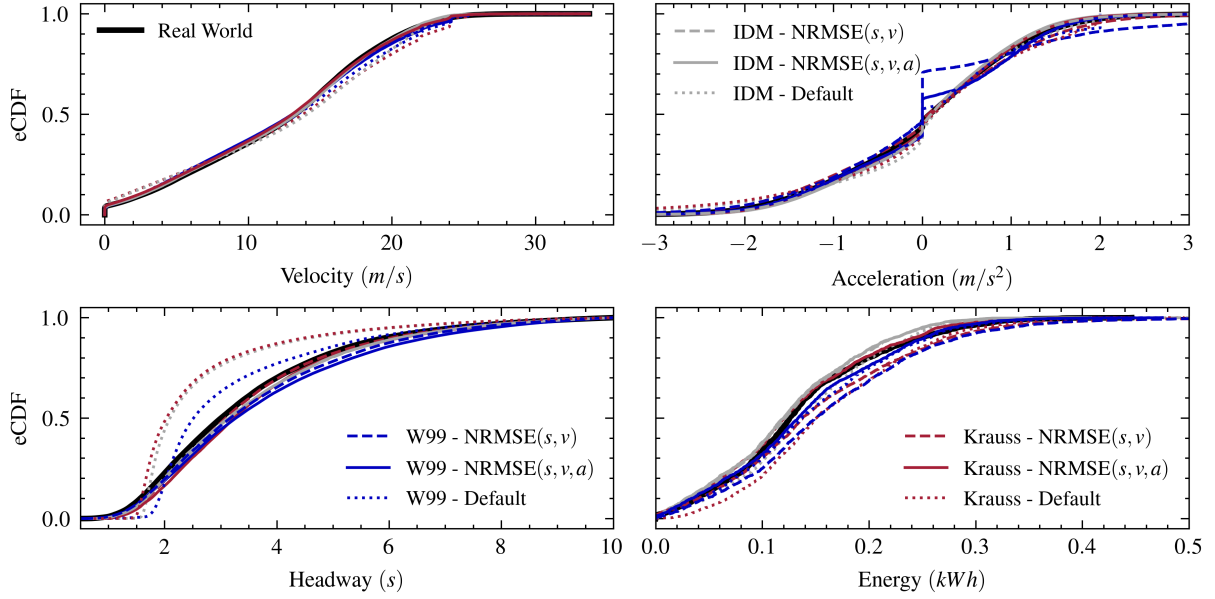 1.0
0.5
0.0
eCDF
Real World
0 10 20 30
Velocity (m/s)
IDM - NRMSE(s, v)
IDM - NRMSE(s, v, a)
IDM - Default
−3 −2 −1 0 1 2 3
Acceleration (m/s²)
1.0
0.5
0.0
eCDF
W99 - NRMSE(s, v)
W99 - NRMSE(s, v, a)
W99 - Default
2 4 6 8 10
Headway (s)
Krauss - NRMSE(s, v)
Krauss - NRMSE(s, v, a)
Krauss - Default
0.0 0.1 0.2 0.3 0.4 0.5
Energy (kWh)